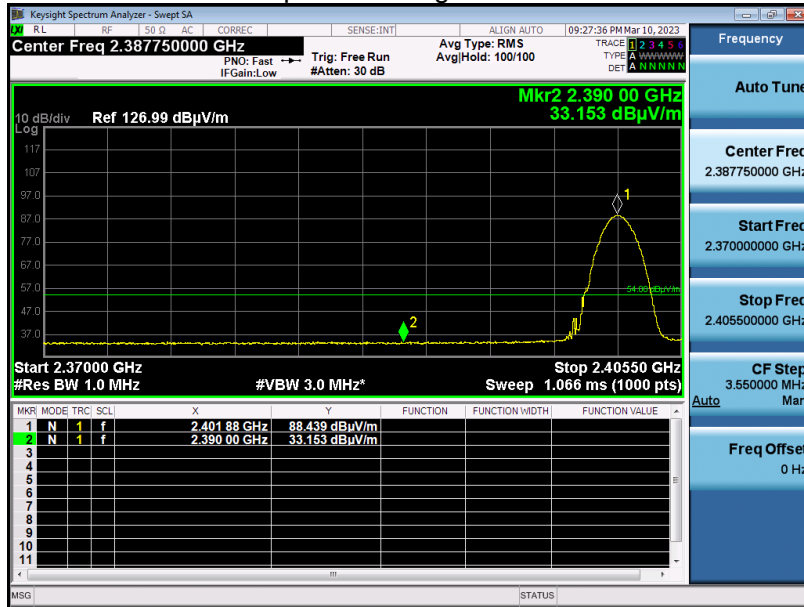 Keysight Spectrum Analyzer - Swept SA
LXI RL RF 50 Ω AC CORREC SENSE:INT ALIGN AUTO 09:27:36 PM Mar 10, 2023
Center Freq 2.387750000 GHz
PNO: Fast
IFGain:Low
Trig: Free Run
#Atten: 30 dB
Avg Type: RMS
Avg|Hold: 100/100
TRACE 1 2 3 4 5 6
TYPE A WWWWW
DET A N N N N N
Frequency
Auto Tune
Center Freq
2.387750000 GHz
Start Freq
2.370000000 GHz
Stop Freq
2.405500000 GHz
CF Step
3.550000 MHz
Auto Man
Freq Offset
0 Hz
Mkr2 2.390 00 GHz
33.153 dBµV/m
10 dB/div Ref 126.99 dBµV/m
Log
117
107
97.0
87.0
77.0
67.0
57.0
47.0
37.0
1
2
54.00 dBµV/m
Start 2.37000 GHz Stop 2.40550 GHz
#Res BW 1.0 MHz #VBW 3.0 MHz* Sweep 1.066 ms (1000 pts)
MKR MODE TRC SCL X Y FUNCTION FUNCTION WIDTH FUNCTION VALUE
1 N 1 f 2.401 88 GHz 88.439 dBµV/m
2 N 1 f 2.390 00 GHz 33.153 dBµV/m
3
4
5
6
7
8
9
10
11
MSG STATUS